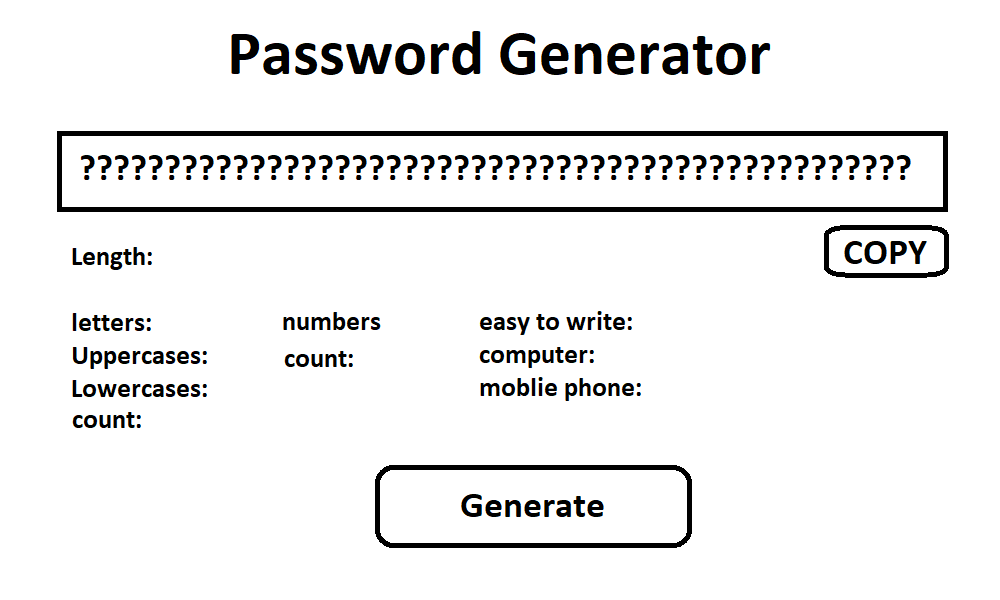 Password Generator
?????????????????????????????????????????????????
COPY
Length:
letters: numbers easy to write:
Uppercases: count: computer:
Lowercases: moblie phone:
count:
Generate